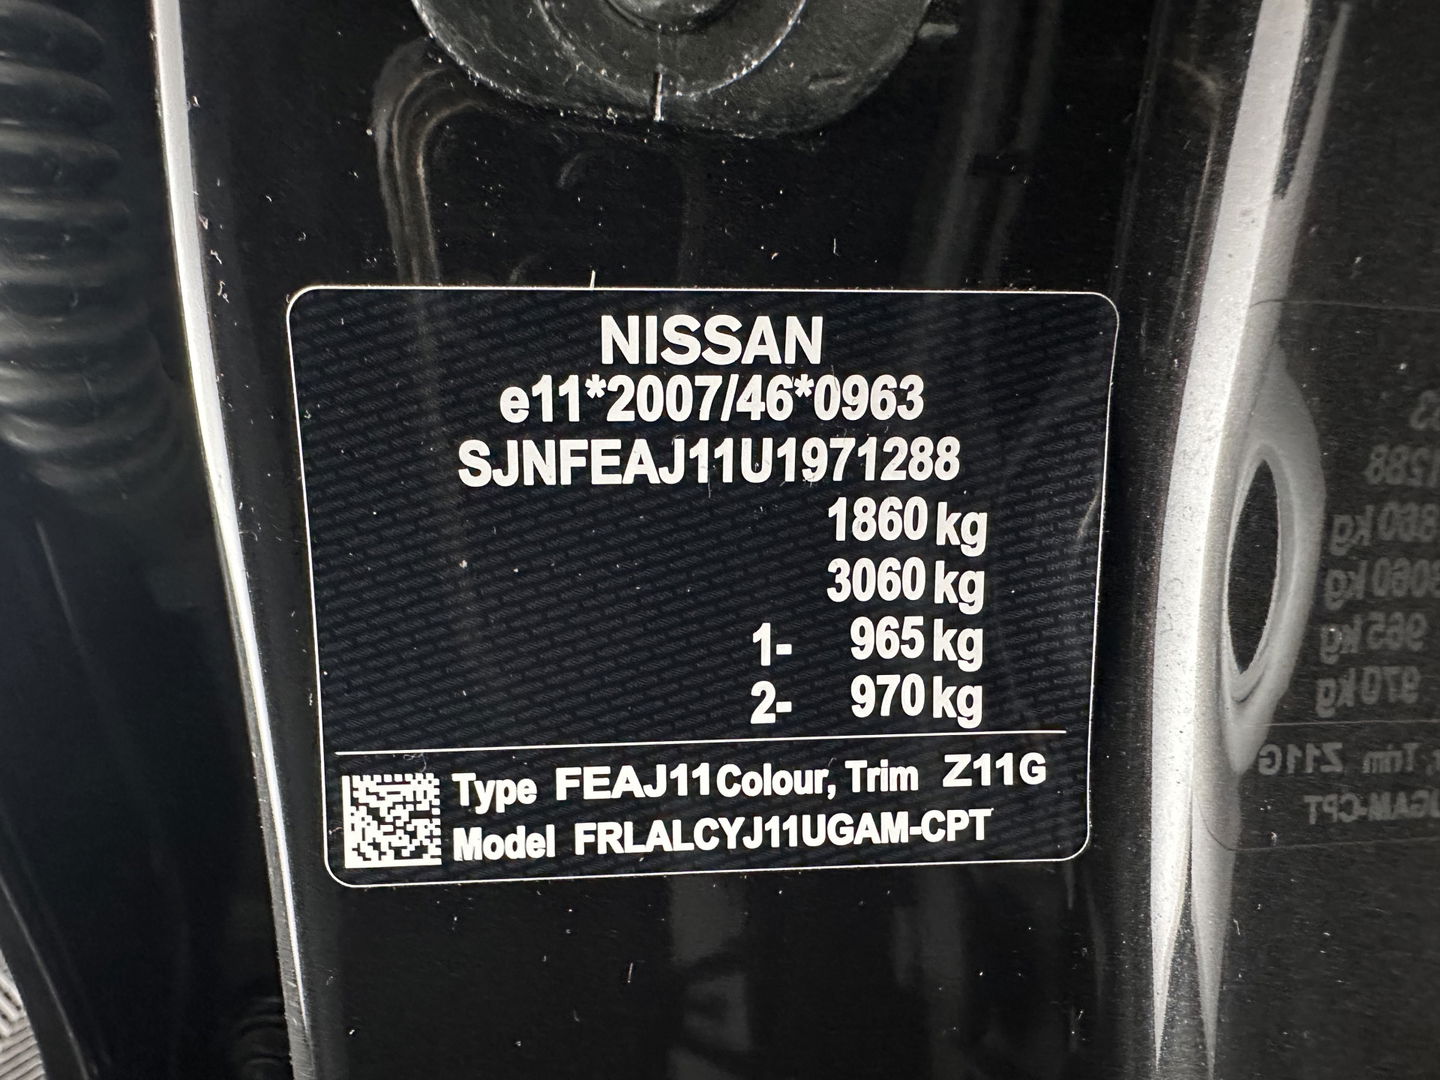 NISSAN
e11*2007/46*0963
SJNFEAJ11U1971288
1860 kg
3060 kg
1- 965 kg
2- 970 kg
Type FEAJ11 Colour, Trim Z11G
Model FRLALCYJ11UGAM-CPT